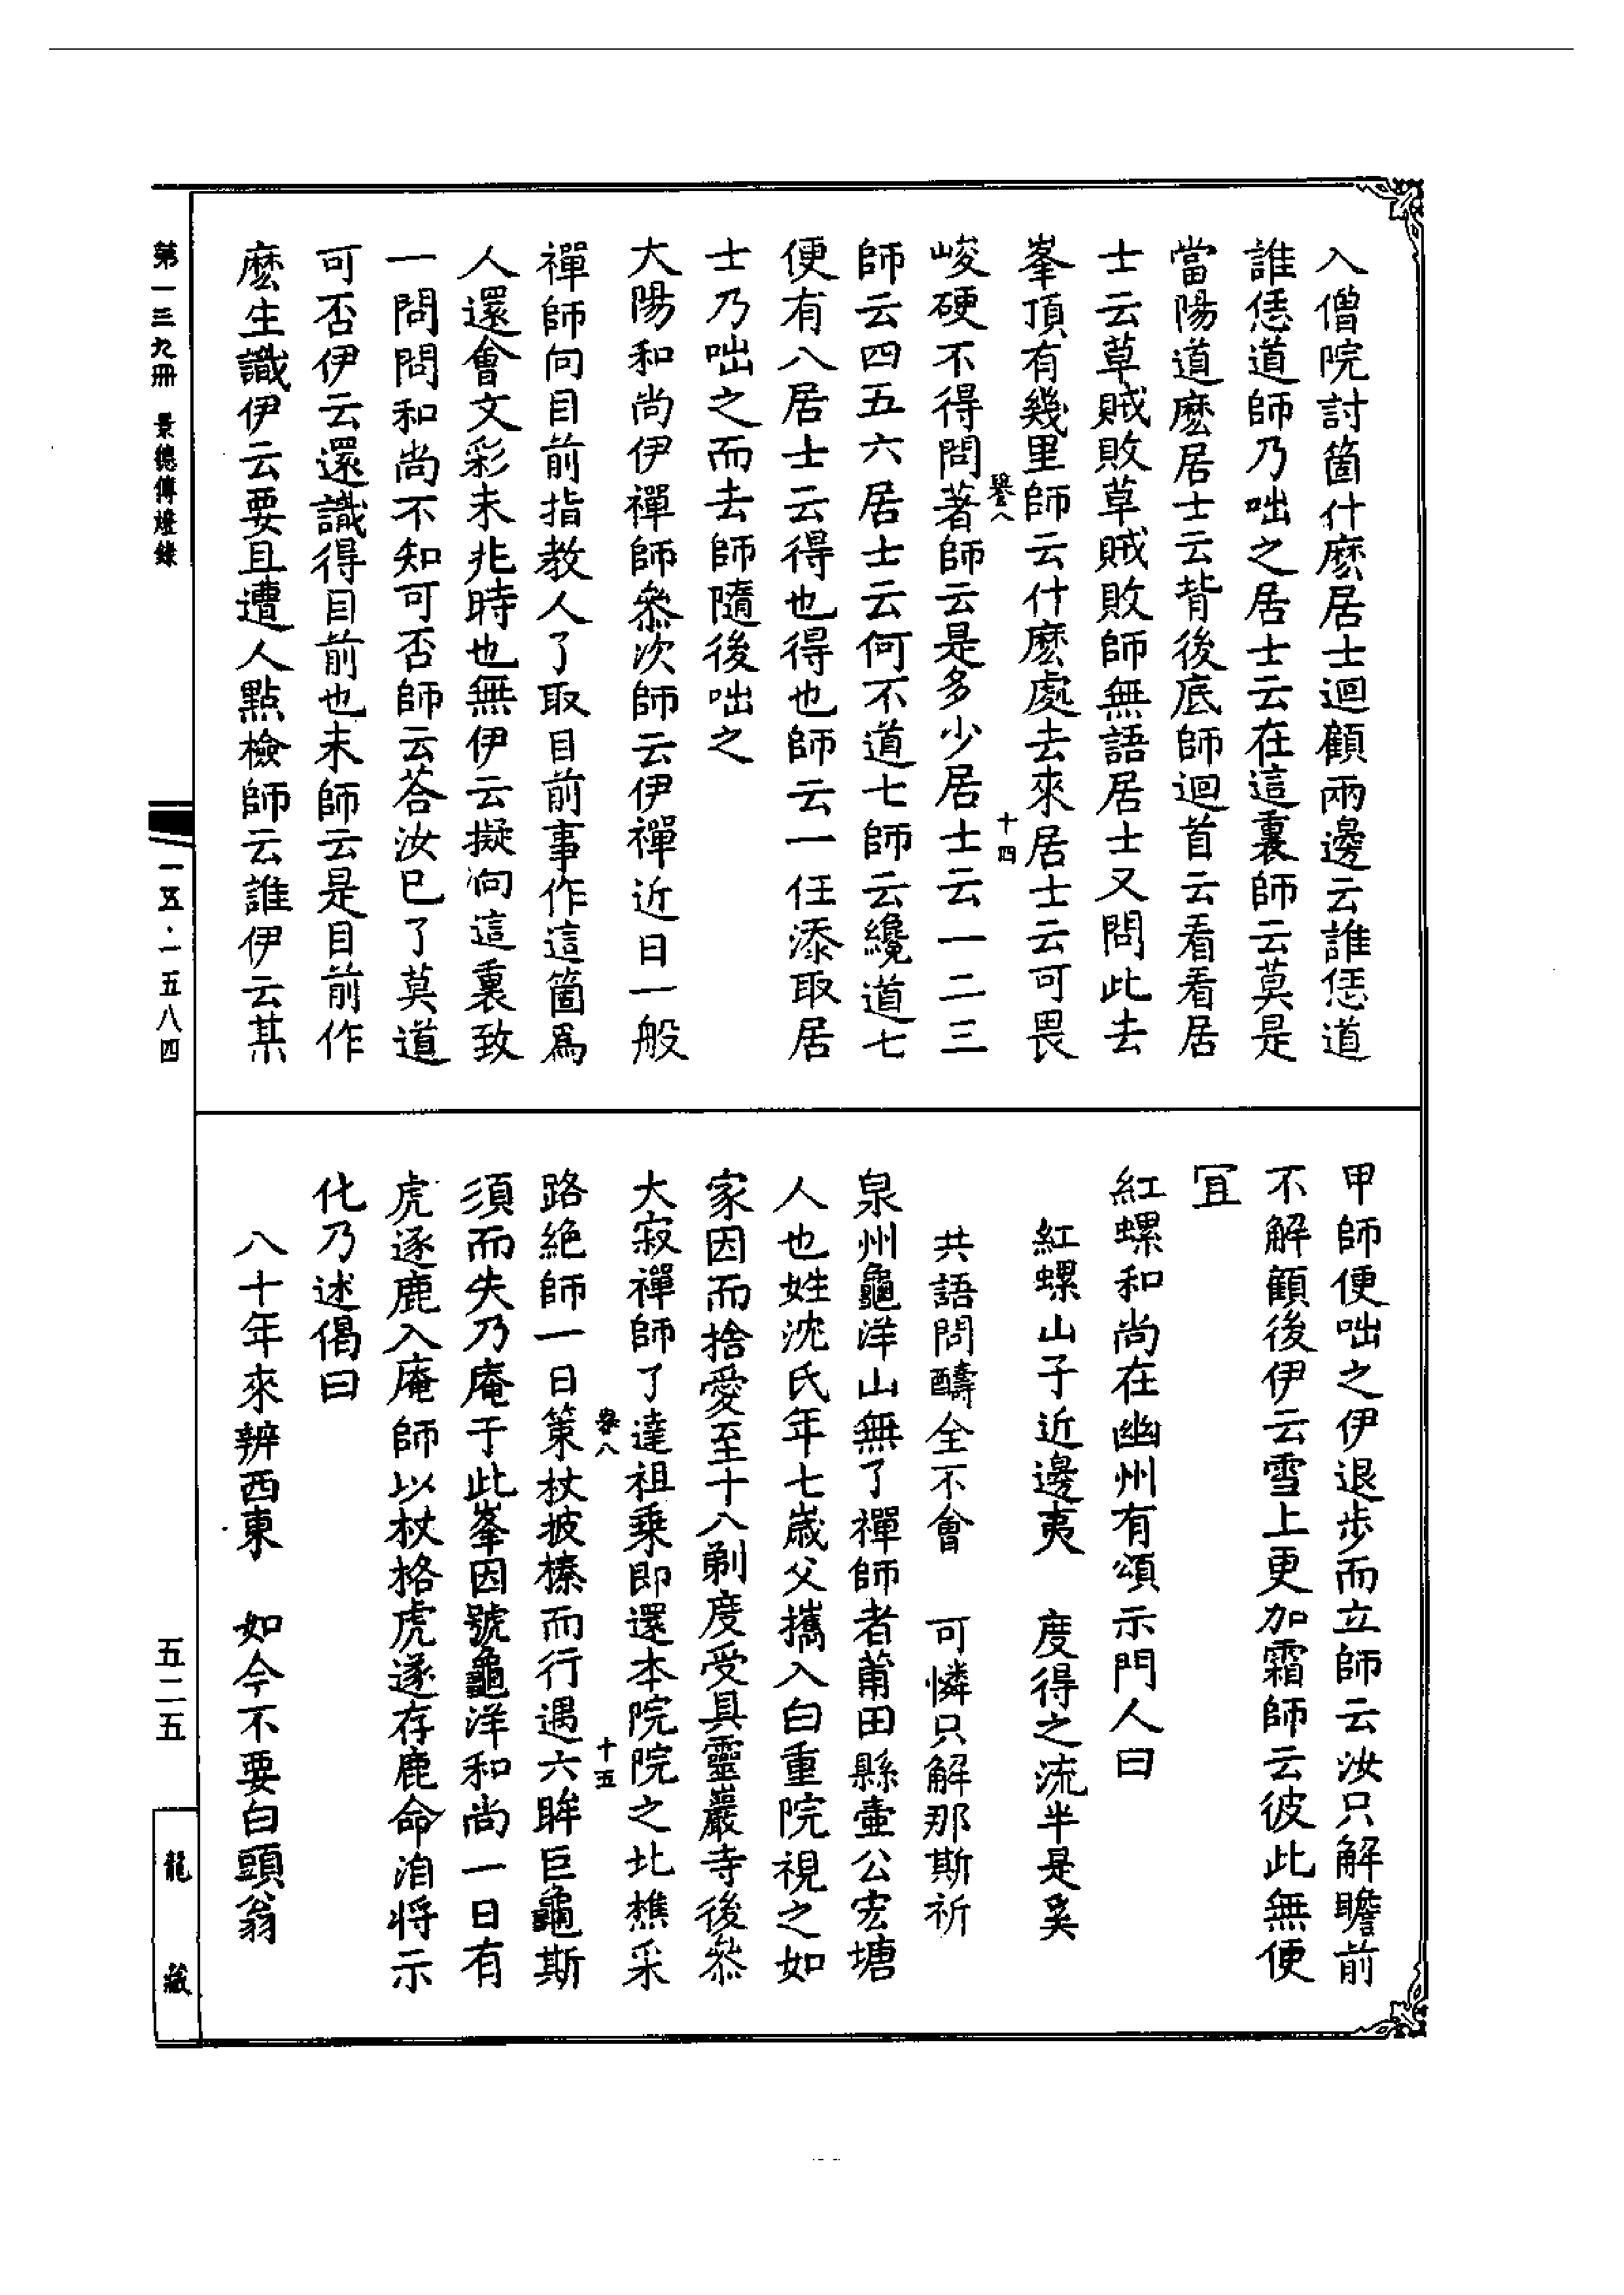 入僧院討箇什麽居士迴顧兩邊云誰恁道
誰恁道師乃咄之居士云在這裏師云莫是
當陽道麽居士云背後底師迴首云看看居
士云草賊敗草賊敗師無語居士又問此去
峯頂有幾里師云什麽處去來居士云可畏
卷八
十四
峻硬不得問著師云是多少居士云一二三
師云四五六居士云何不道七師云纔道七
便有八居士云得也得也師云一任添取居
士乃咄之而去師隨後咄之
大陽和尚伊禪師叅次師云伊禪近日一般
禪師向目前指教人了取目前事作這箇爲
人還會文彩未兆時也無伊云擬向這裏致
一問問和尚不知可否師云荅汝已了莫道
可否伊云還識得目前也未師云是目前作
麽生識伊云要且遭人點檢師云誰伊云某
甲師便咄之伊退步而立師云汝只解瞻前
不解顧後伊云雪上更加霜師云彼此無便
冝
紅螺和尚在幽州有頌示門人曰
紅螺山子近邊夷　度得之流半是奚
共語問醻全不會　可憐只解那斯祈
泉州龜洋山無了禪師者莆田縣壷公宏塘
人也姓沈氏年七歲父攜入白重院視之如
家因而捨愛至十八剃度受具靈巖寺後叅
大寂禪師了達祖乗即還本院院之北樵采
卷八
十五
路絶師一日策杖披榛而行遇六眸巨龜斯
須而失乃庵于此峯因號龜洋和尚一日有
虎逐鹿入庵師以杖格虎遂存鹿命洎將示
化乃述偈曰
八十年來辨西東　如今不要白頭翁
第一三九冊　景德傳燈錄
一五·一五八四
五二五
龍藏